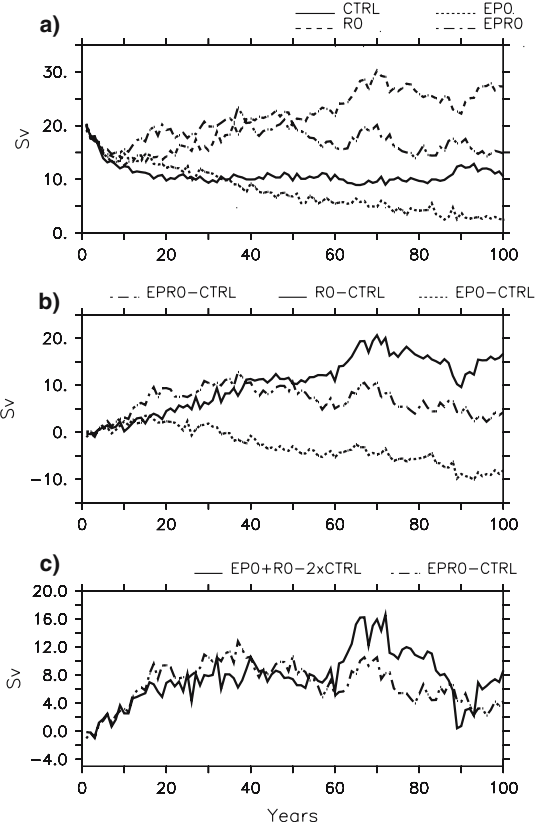 a)
CTRL EP0
R0 EPR0
Sv
30.
20.
10.
0.
0 20 40 60 80 100
b)
EPR0-CTRL R0-CTRL EP0-CTRL
Sv
20.
10.
0.
-10.
0 20 40 60 80 100
c)
EP0+R0-2xCTRL EPR0-CTRL
Sv
20.0
16.0
12.0
8.0
4.0
0.0
-4.0
0 20 40 60 80 100
Years